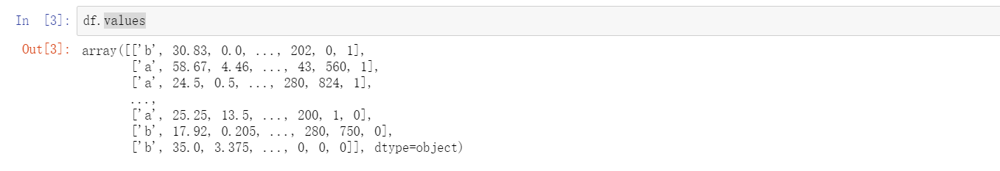 In [3]: df.values
Out[3]: array([['b', 30.83, 0.0, ..., 202, 0, 1],
['a', 58.67, 4.46, ..., 43, 560, 1],
['a', 24.5, 0.5, ..., 280, 824, 1],
...,
['a', 25.25, 13.5, ..., 200, 1, 0],
['b', 17.92, 0.205, ..., 280, 750, 0],
['b', 35.0, 3.375, ..., 0, 0, 0]], dtype=object)